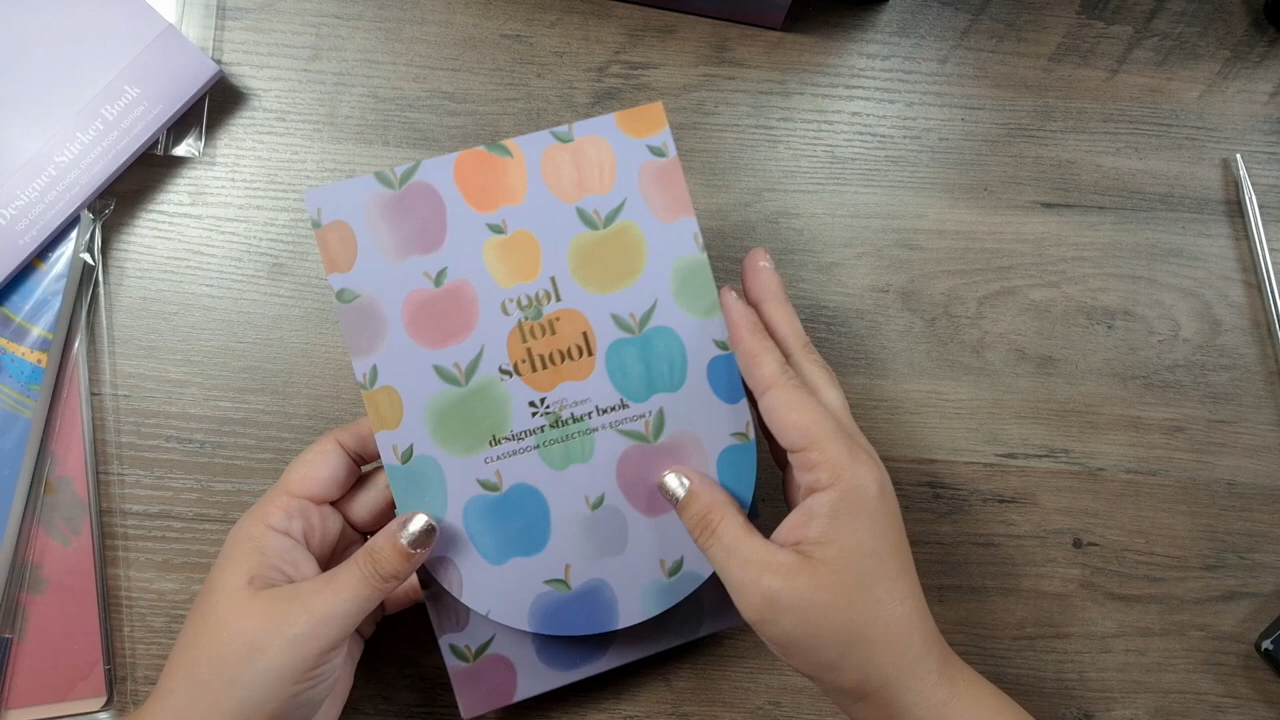 Designer Sticker Book
TOO COOL FOR SCHOOL STICKER BOOK, EDITION 7
cool
for
school
erin
condren
designer sticker book
CLASSROOM COLLECTION EDITION 7